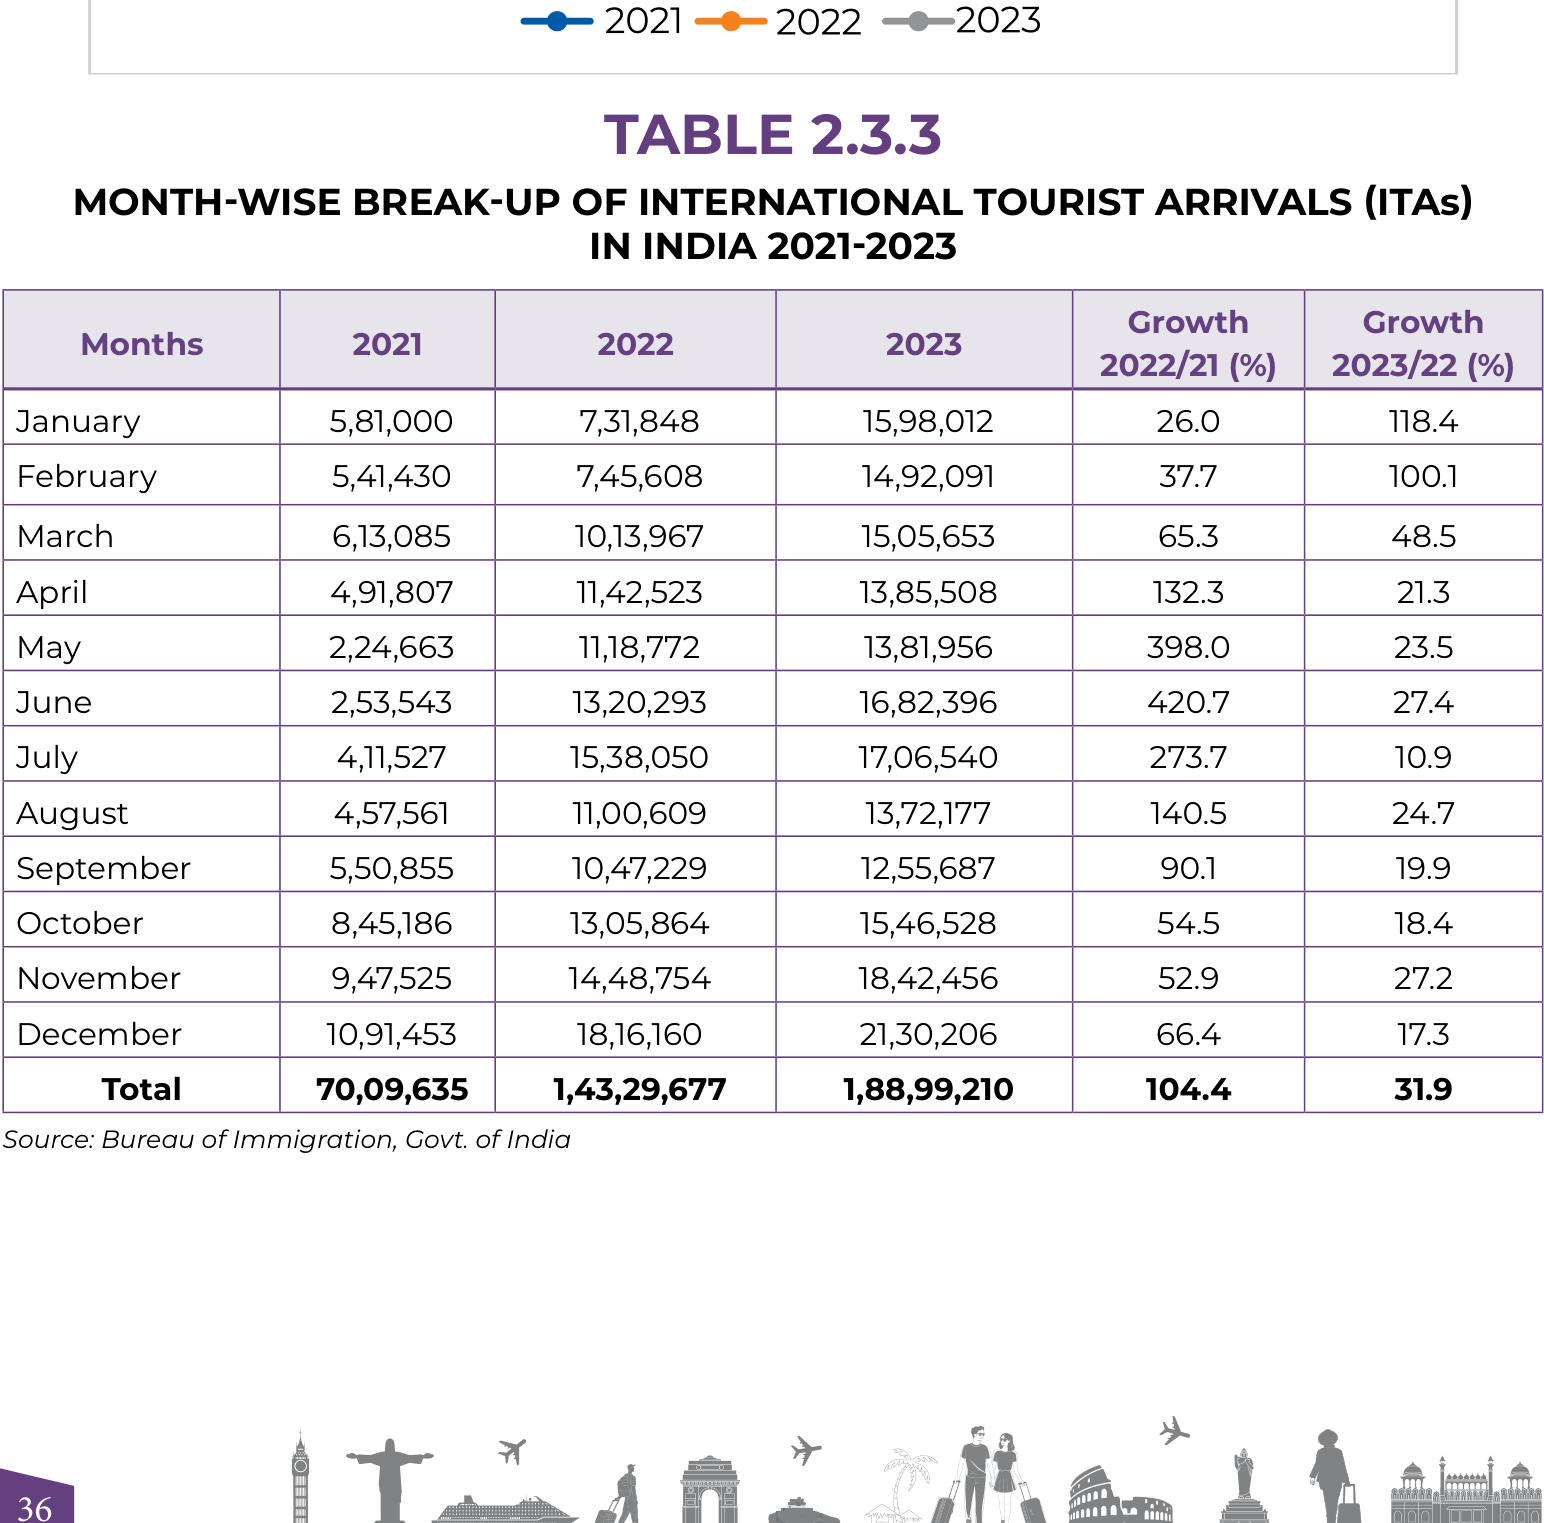 2021 2022 2023
TABLE 2.3.3
MONTH-WISE BREAK-UP OF INTERNATIONAL TOURIST ARRIVALS (ITAs)
IN INDIA 2021-2023
Months 2021 2022 2023 Growth 2022/21 (%) Growth 2023/22 (%)
January 5,81,000 7,31,848 15,98,012 26.0 118.4
February 5,41,430 7,45,608 14,92,091 37.7 100.1
March 6,13,085 10,13,967 15,05,653 65.3 48.5
April 4,91,807 11,42,523 13,85,508 132.3 21.3
May 2,24,663 11,18,772 13,81,956 398.0 23.5
June 2,53,543 13,20,293 16,82,396 420.7 27.4
July 4,11,527 15,38,050 17,06,540 273.7 10.9
August 4,57,561 11,00,609 13,72,177 140.5 24.7
September 5,50,855 10,47,229 12,55,687 90.1 19.9
October 8,45,186 13,05,864 15,46,528 54.5 18.4
November 9,47,525 14,48,754 18,42,456 52.9 27.2
December 10,91,453 18,16,160 21,30,206 66.4 17.3
Total 70,09,635 1,43,29,677 1,88,99,210 104.4 31.9
Source: Bureau of Immigration, Govt. of India
36